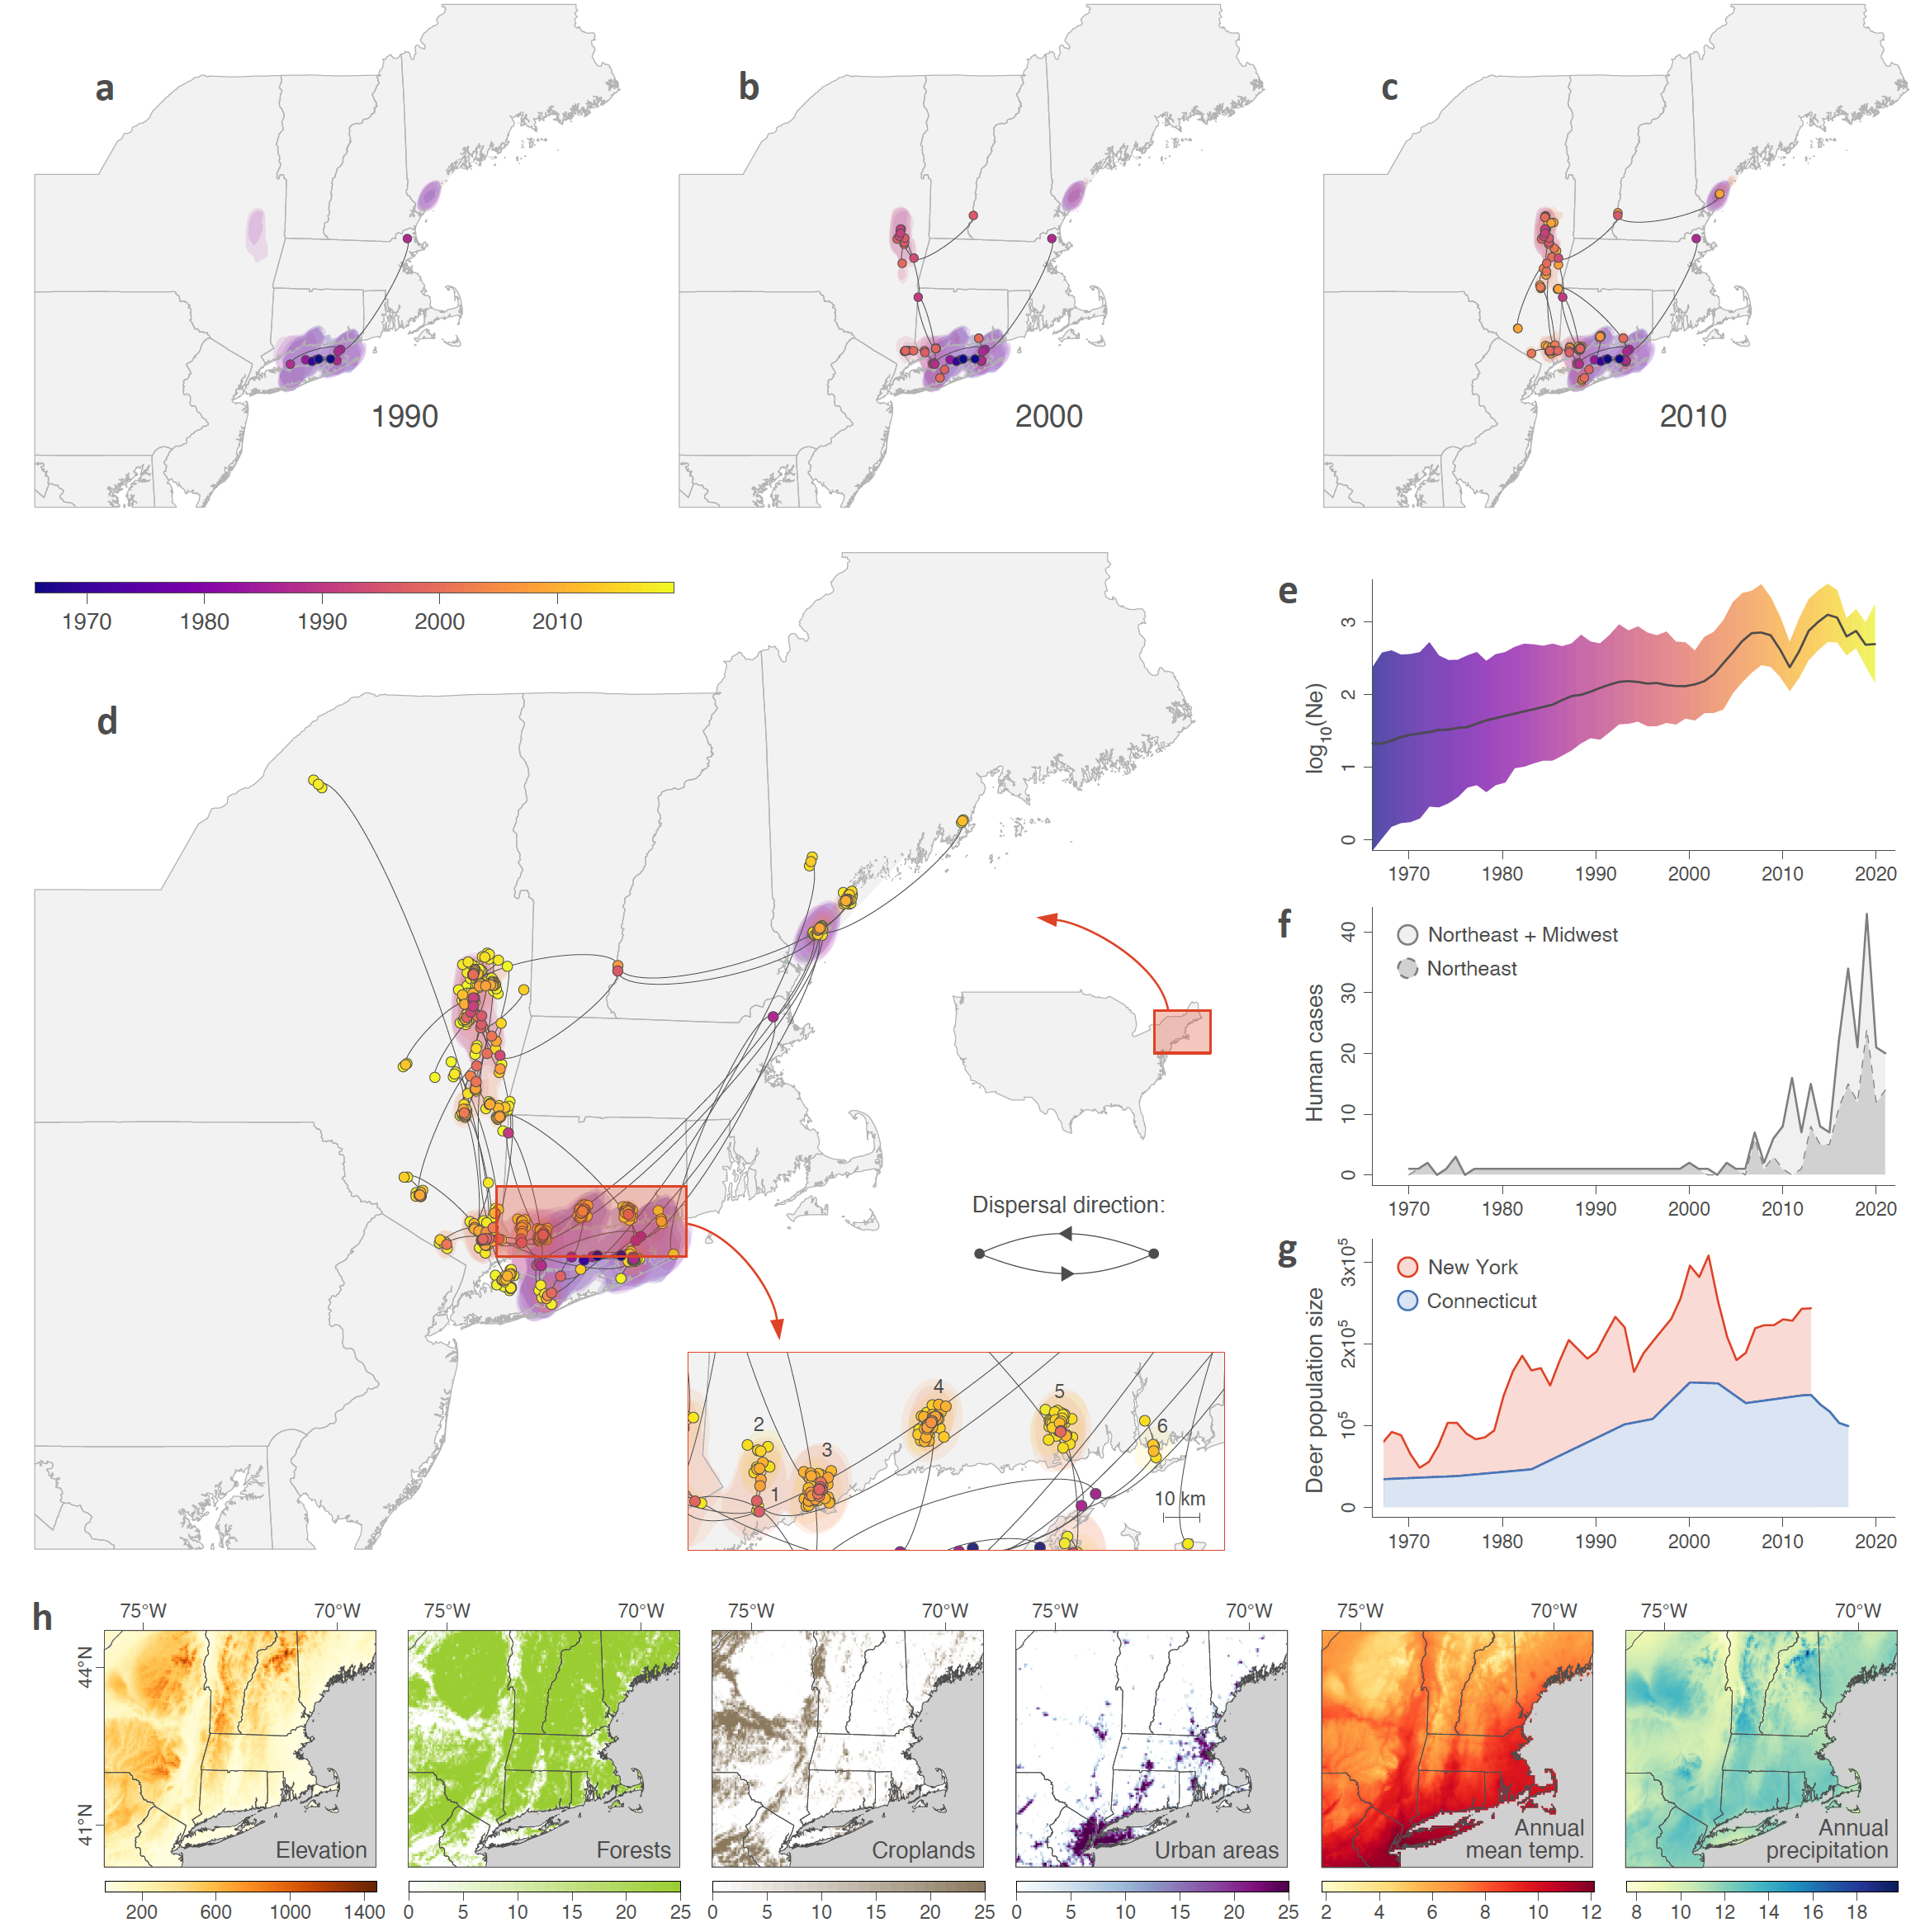 a
b
c
1990
2000
2010
1970 1980 1990 2000 2010
d
e
log10(Ne)
0 1 2 3
1970 1980 1990 2000 2010 2020
f
Northeast + Midwest
Northeast
Human cases
0 10 20 30 40
1970 1980 1990 2000 2010 2020
Dispersal direction:
g
New York
Connecticut
Deer population size
0 10^5 2x10^5 3x10^5
1970 1980 1990 2000 2010 2020
1
2
3
4
5
6
10 km
h
75°W 70°W 75°W 70°W 75°W 70°W 75°W 70°W 75°W 70°W 75°W 70°W
44°N
41°N
Elevation
Forests
Croplands
Urban areas
Annual
mean temp.
Annual
precipitation
200 600 1000 1400
0 5 10 15 20 25
0 5 10 15 20 25
0 5 10 15 20 25
2 4 6 8 10 12
8 10 12 14 16 18